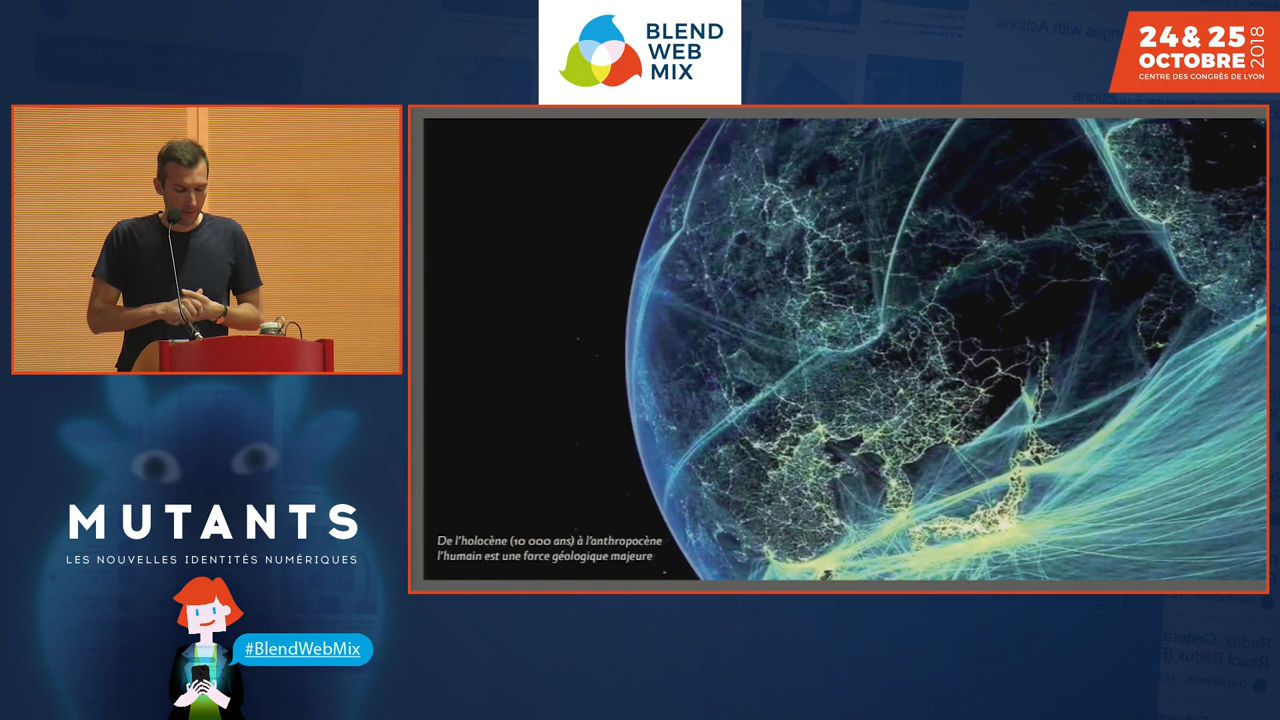 BLEND
WEB
MIX
24 & 25
OCTOBRE
2018
CENTRE DES CONGRÈS DE LYON
De l'holocène (10 000 ans) à l'anthropocène
l'humain est une force géologique majeure
MUTANTS
LES NOUVELLES IDENTITÉS NUMÉRIQUES
#BlendWebMix